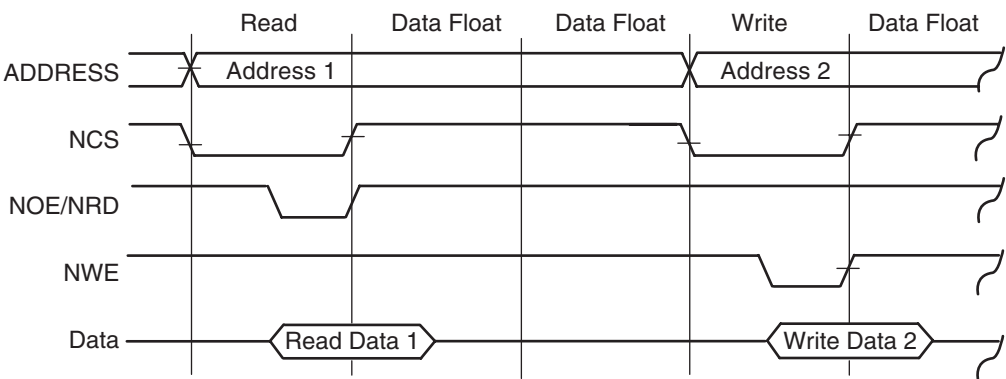 Read Data Float Data Float Write Data Float
ADDRESS Address 1 Address 2
NCS
NOE/NRD
NWE
Data Read Data 1 Write Data 2